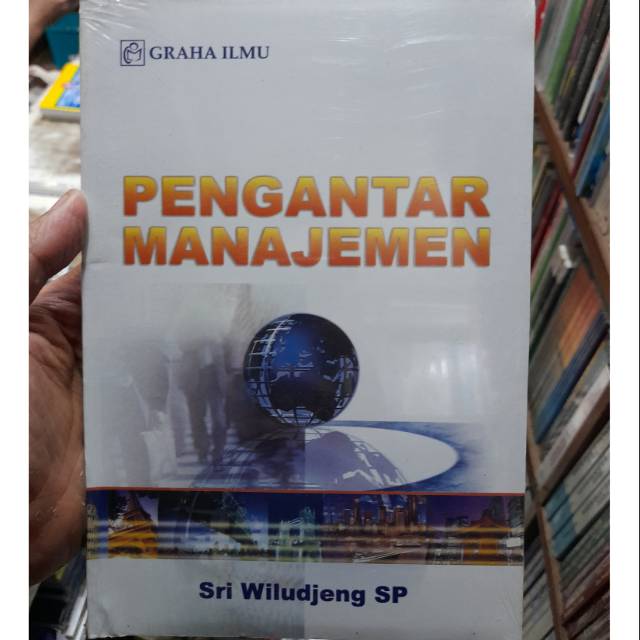 GRAHA ILMU
PENGANTAR
MANAJEMEN
Sri Wiludjeng SP